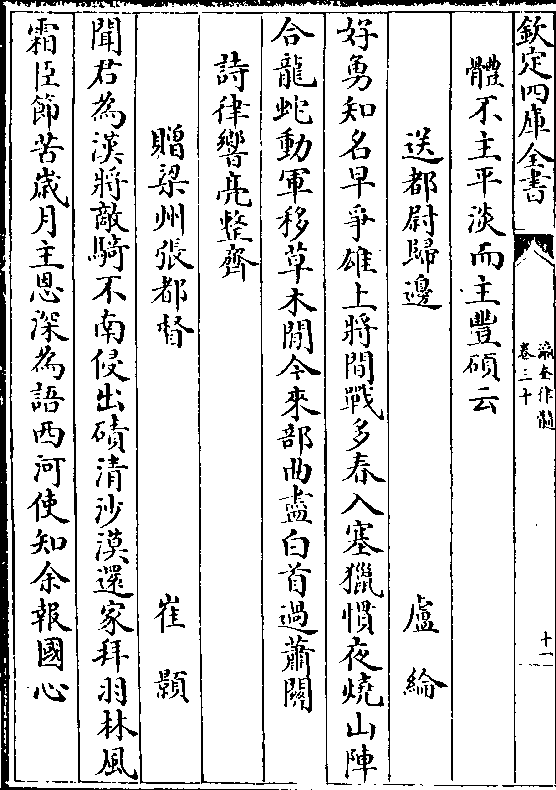 欽定四庫全書
瀛奎律髓
卷三十
十一
體不主平淡而主豐碩云
送都尉歸邊 盧綸
好勇知名早爭雄上將間戰多春入塞獵慣夜燒山陣
合龍蛇動軍移草木閒今來部曲盡白首過蕭關
詩律響亮整齊
贈梁州張都督 崔顥
聞君為漢將敵騎不南侵出磧清沙漠還家拜羽林風
霜臣節苦歲月主恩深為語西河使知余報國心